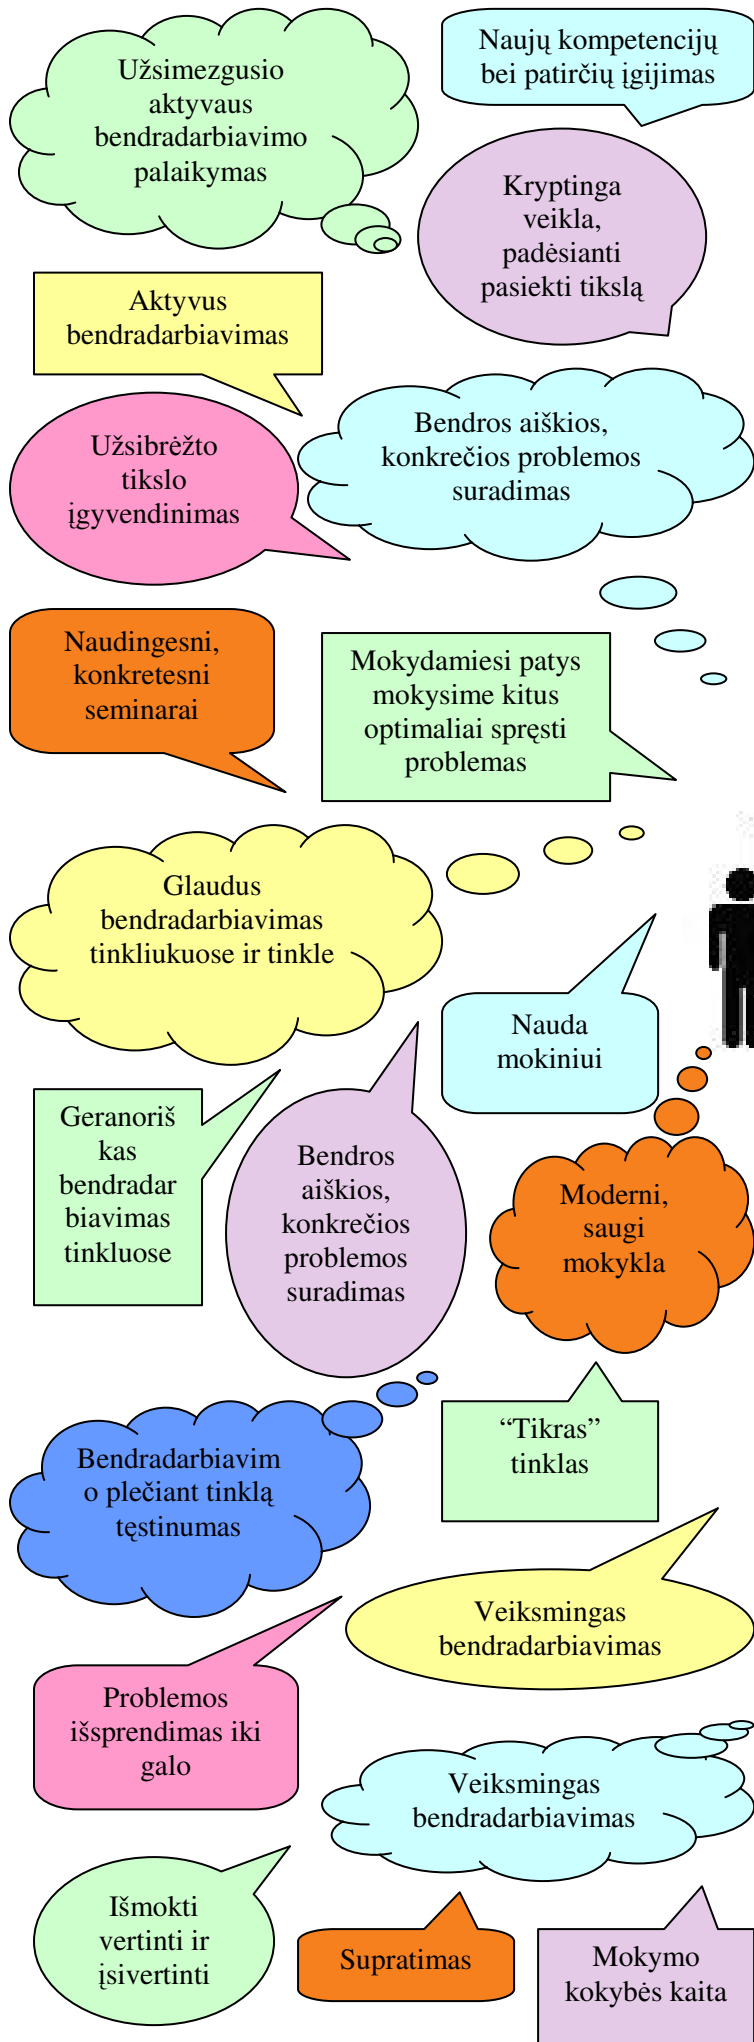 Užsimezgusio
aktyvaus
bendradarbiavimo
palaikymas
Naujų kompetencijų
bei patirčių įgijimas
Kryptinga
veikla,
padėsianti
pasiekti tikslą
Aktyvus
bendradarbiavimas
Užsibrėžto
tikslo
įgyvendinimas
Bendros aiškios,
konkrečios problemos
suradimas
Naudingesni,
konkretesni
seminarai
Mokydamiesi patys
mokysime kitus
optimaliai spręsti
problemas
Glaudus
bendradarbiavimas
tinkliukuose ir tinkle
Nauda
mokiniui
Geranoriš
kas
bendradar
biavimas
tinkluose
Bendros
aiškios,
konkrečios
problemos
suradimas
Moderni,
saugi
mokykla
“Tikras”
tinklas
Bendradarbiavim
o plečiant tinklą
tęstinumas
Veiksmingas
bendradarbiavimas
Problemos
išsprendimas iki
galo
Veiksmingas
bendradarbiavimas
Išmokti
vertinti ir
įsivertinti
Supratimas
Mokymo
kokybės kaita